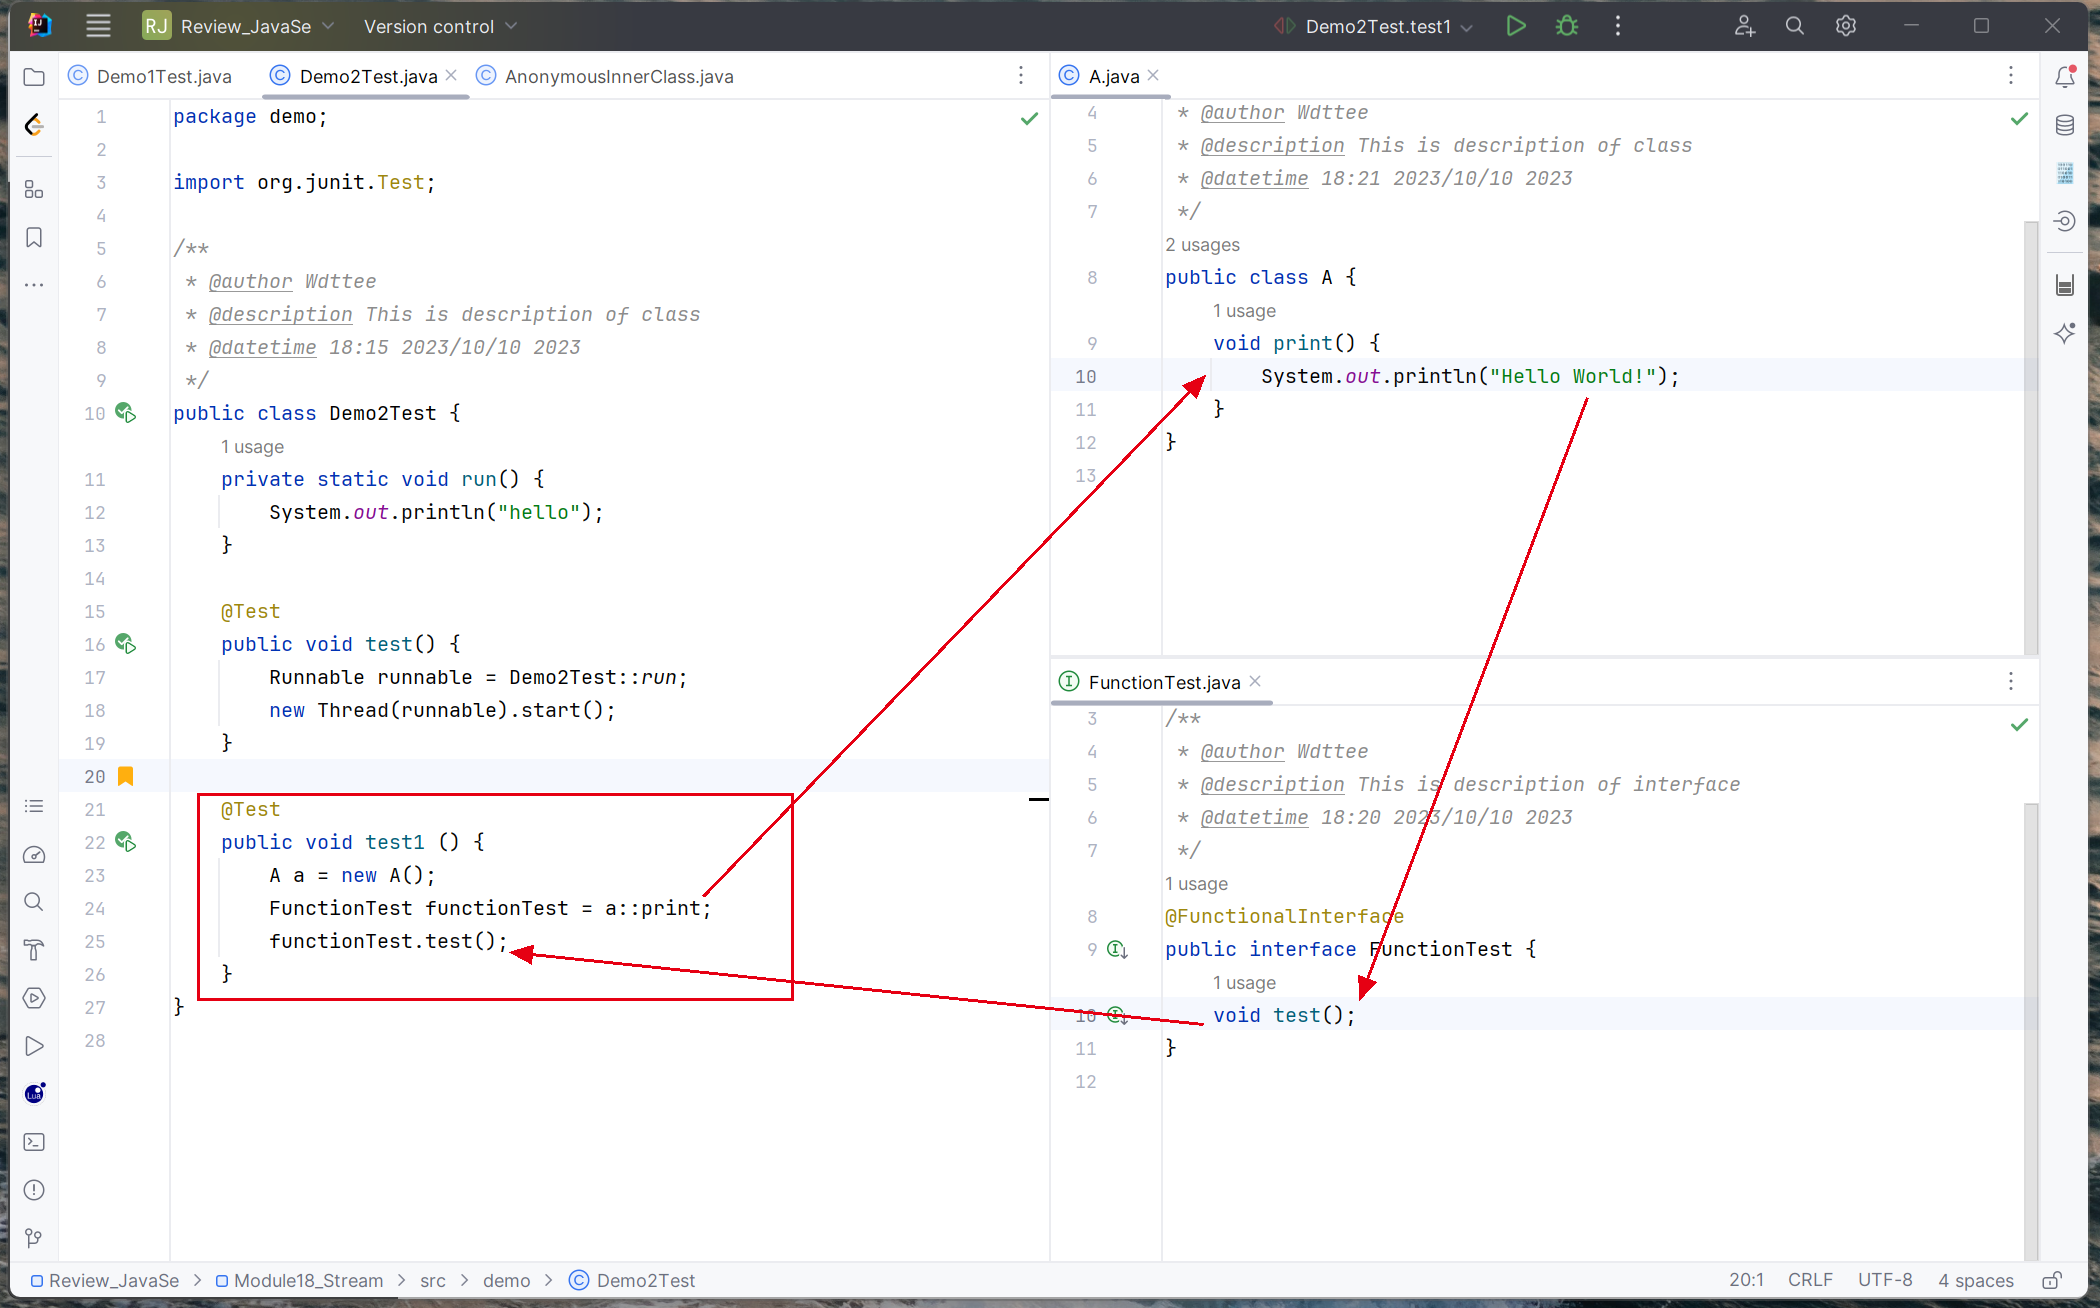 RJ Review_JavaSe Version control Demo2Test.test1
Demo1Test.java Demo2Test.java AnonymousInnerClass.java
1 package demo;
2
3 import org.junit.Test;
4
5 /**
6 * @author Wdttee
7 * @description This is description of class
8 * @datetime 18:15 2023/10/10 2023
9 */
10 public class Demo2Test {
1 usage
11 private static void run() {
12 System.out.println("hello");
13 }
14
15 @Test
16 public void test() {
17 Runnable runnable = Demo2Test::run;
18 new Thread(runnable).start();
19 }
20
21 @Test
22 public void test1 () {
23 A a = new A();
24 FunctionTest functionTest = a::print;
25 functionTest.test();
26 }
27 }
28
A.java
4 * @author Wdttee
5 * @description This is description of class
6 * @datetime 18:21 2023/10/10 2023
7 */
2 usages
8 public class A {
1 usage
9 void print() {
10 System.out.println("Hello World!");
11 }
12 }
13
FunctionTest.java
3 /**
4 * @author Wdttee
5 * @description This is description of interface
6 * @datetime 18:20 2023/10/10 2023
7 */
1 usage
8 @FunctionalInterface
9 public interface FunctionTest {
1 usage
10 void test();
11 }
12
Review_JavaSe > Module18_Stream > src > demo > Demo2Test
20:1 CRLF UTF-8 4 spaces